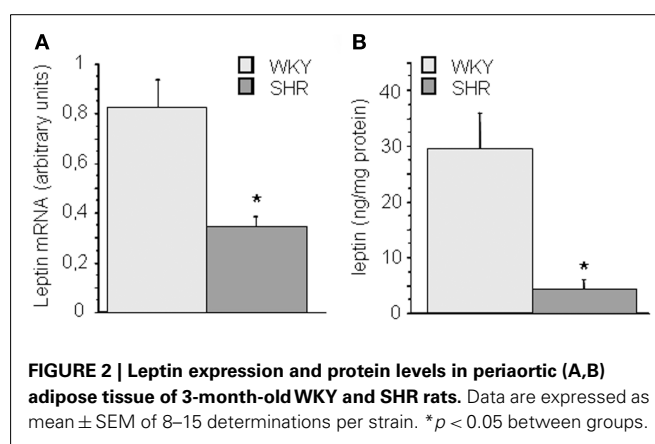 A
Leptin mRNA (arbitrary units)
1
0,8
0,6
0,4
0,2
0
WKY
SHR
*
B
leptin (ng/mg protein)
40
30
20
10
0
WKY
SHR
*
FIGURE 2 | Leptin expression and protein levels in periaortic (A,B)
adipose tissue of 3-month-old WKY and SHR rats. Data are expressed as
mean ± SEM of 8–15 determinations per strain. *p < 0.05 between groups.